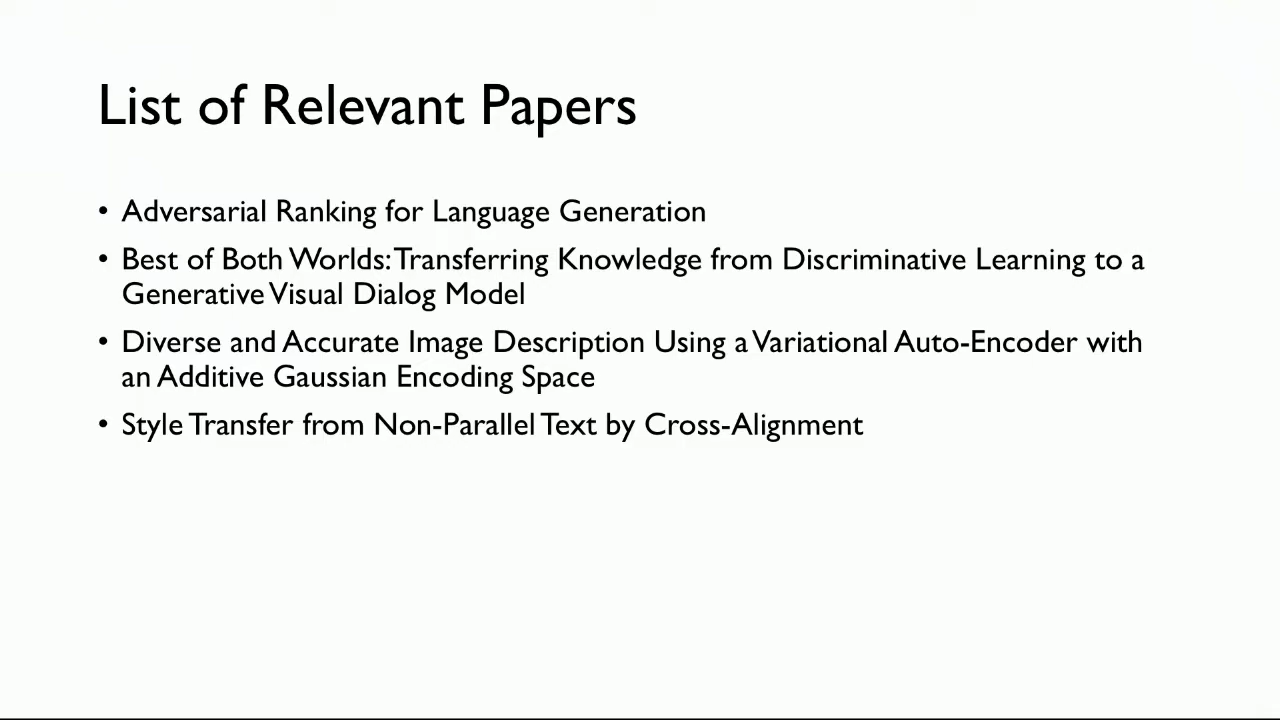 List of Relevant Papers
• Adversarial Ranking for Language Generation
• Best of Both Worlds: Transferring Knowledge from Discriminative Learning to a
Generative Visual Dialog Model
• Diverse and Accurate Image Description Using a Variational Auto-Encoder with
an Additive Gaussian Encoding Space
• Style Transfer from Non-Parallel Text by Cross-Alignment